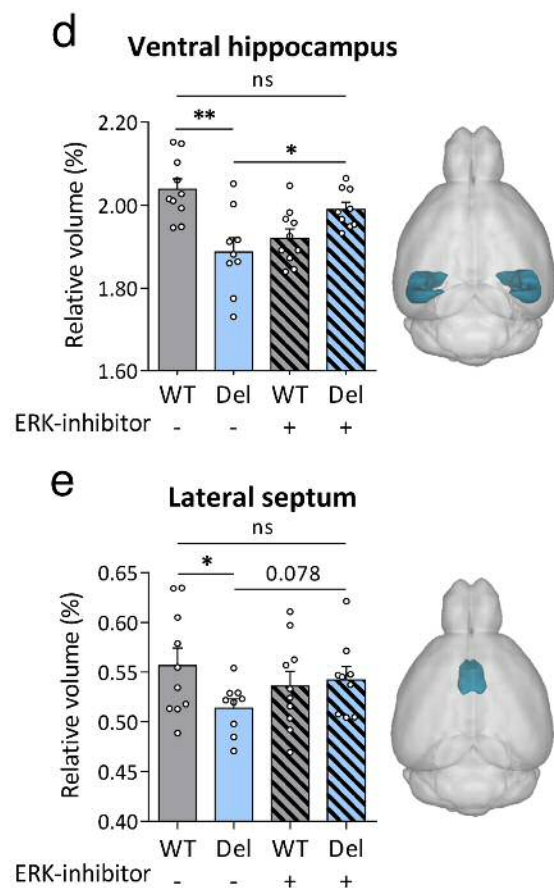 d
Ventral hippocampus
ns
**
*
Relative volume (%)
2.20
2.00
1.80
1.60
WT Del WT Del
ERK-inhibitor - - + +
e
Lateral septum
ns
*
0.078
Relative volume (%)
0.65
0.55
0.50
0.45
0.40
WT Del WT Del
ERK-inhibitor - - + +